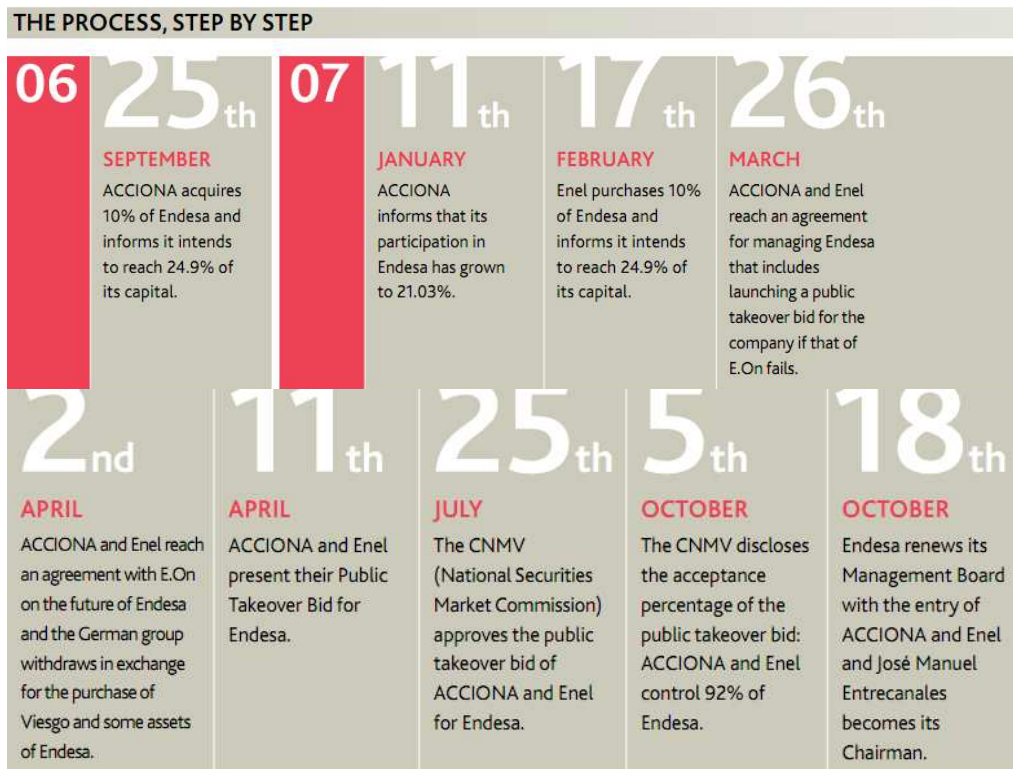 THE PROCESS, STEP BY STEP
06
25th
SEPTEMBER
ACCIONA acquires
10% of Endesa and
informs it intends
to reach 24.9% of
its capital.
07
11th
JANUARY
ACCIONA
informs that its
participation in
Endesa has grown
to 21.03%.
17th
FEBRUARY
Enel purchases 10%
of Endesa and
informs it intends
to reach 24.9% of
its capital.
26th
MARCH
ACCIONA and Enel
reach an agreement
for managing Endesa
that includes
launching a public
takeover bid for the
company if that of
E.On fails.
2nd
APRIL
ACCIONA and Enel reach
an agreement with E.On
on the future of Endesa
and the German group
withdraws in exchange
for the purchase of
Viesgo and some assets
of Endesa.
11th
APRIL
ACCIONA and Enel
present their Public
Takeover Bid for
Endesa.
25th
JULY
The CNMV
(National Securities
Market Commission)
approves the public
takeover bid of
ACCIONA and Enel
for Endesa.
5th
OCTOBER
The CNMV discloses
the acceptance
percentage of the
public takeover bid:
ACCIONA and Enel
control 92% of
Endesa.
18th
OCTOBER
Endesa renews its
Management Board
with the entry of
ACCIONA and Enel
and José Manuel
Entrecanales
becomes its
Chairman.